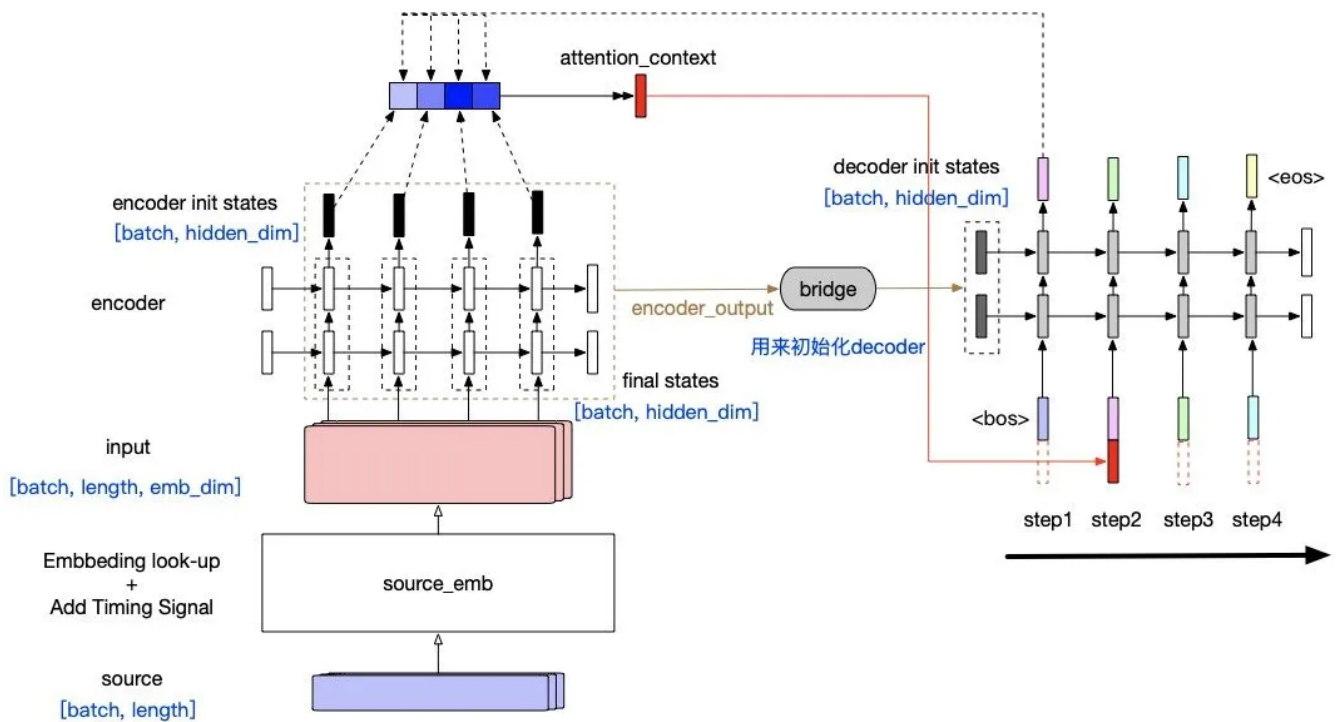 attention_context
decoder init states
[batch, hidden_dim]
<eos>
encoder init states
[batch, hidden_dim]
encoder
encoder_output
bridge
用来初始化decoder
final states
[batch, hidden_dim]
<bos>
input
[batch, length, emb_dim]
step1 step2 step3 step4
Embbeding look-up
+
Add Timing Signal
source_emb
source
[batch, length]